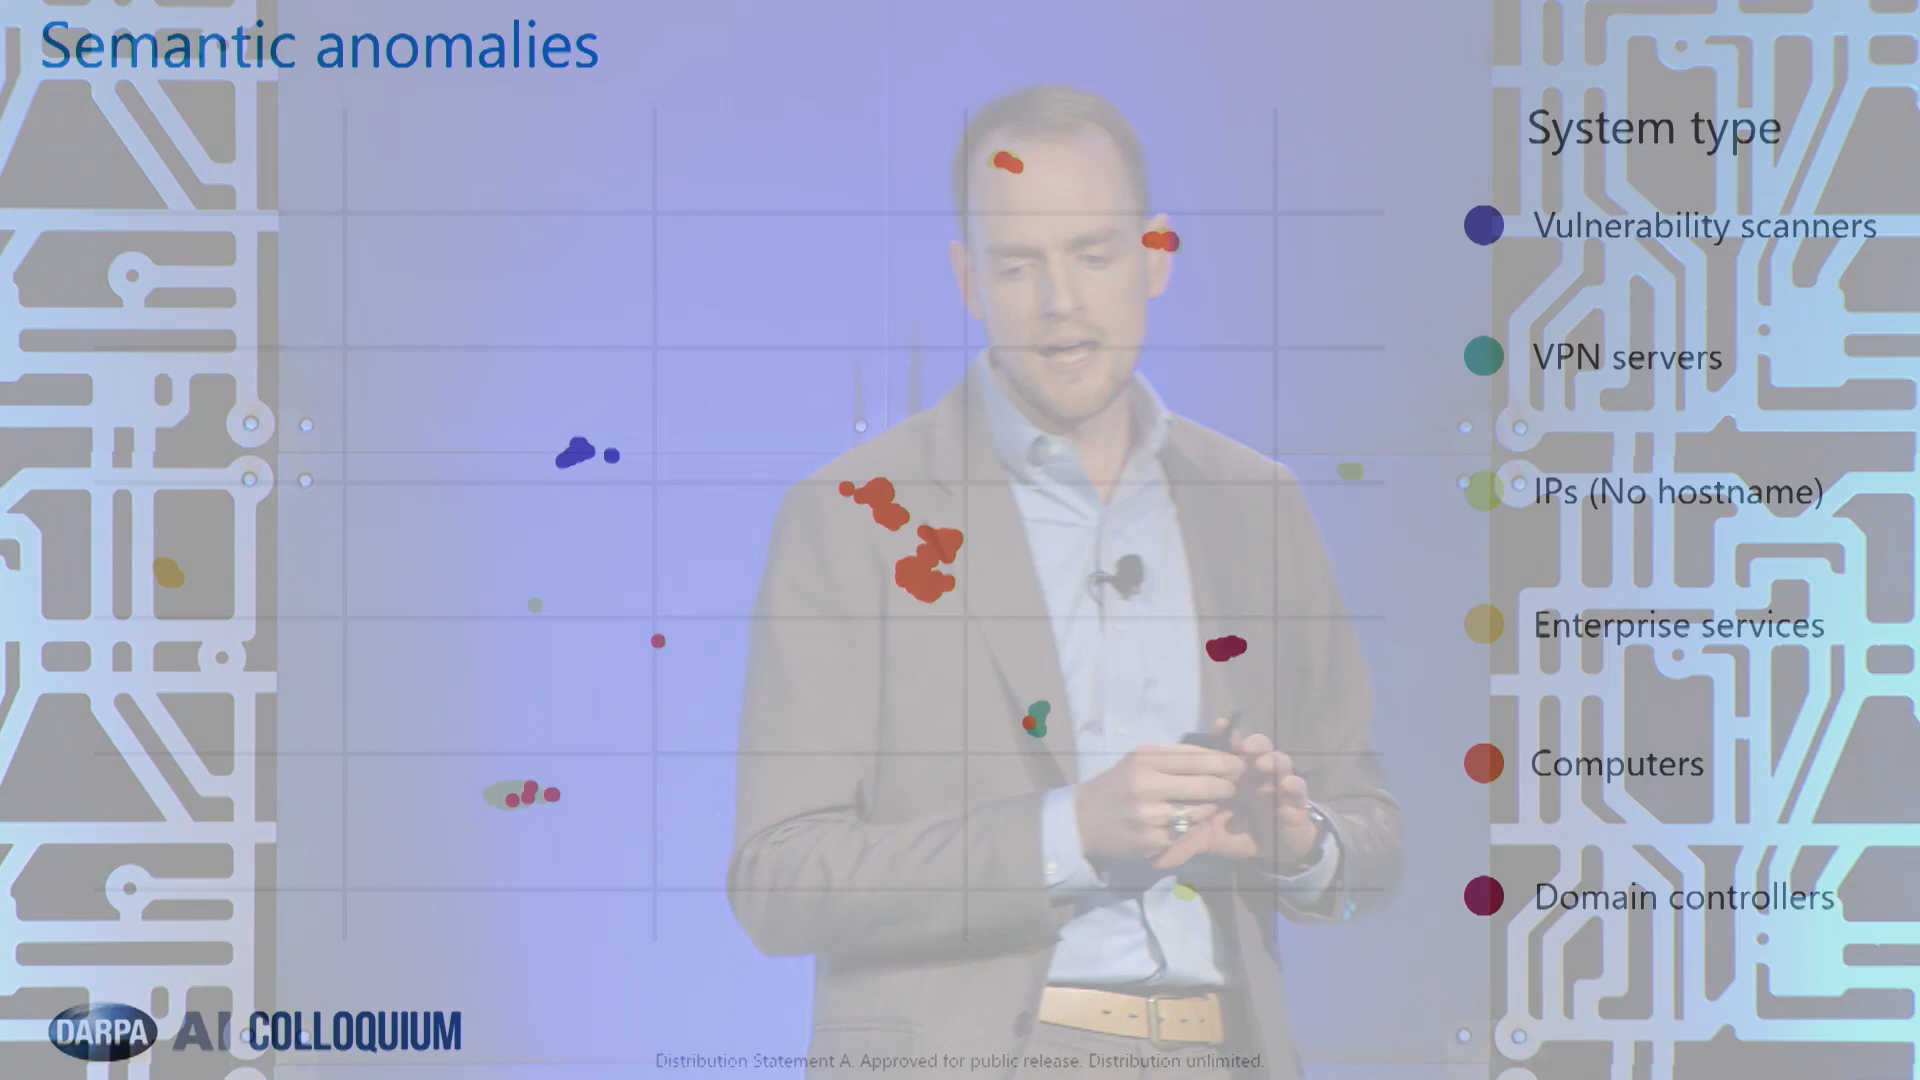 Semantic anomalies
System type
Vulnerability scanners
VPN servers
IPs (No hostname)
Enterprise services
Computers
Domain controllers
DARPA AI COLLOQUIUM
Distribution Statement A. Approved for public release. Distribution unlimited.